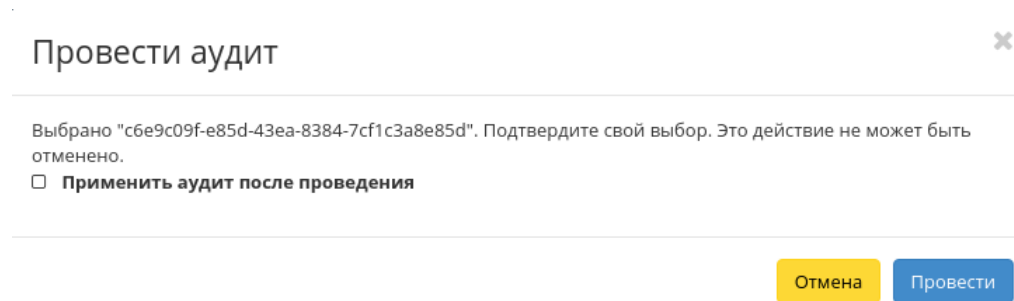 Провести аудит
Выбрано "c6e9c09f-e85d-43ea-8384-7cf1c3a8e85d". Подтвердите свой выбор. Это действие не может быть
отменено.
Применить аудит после проведения
Отмена
Провести